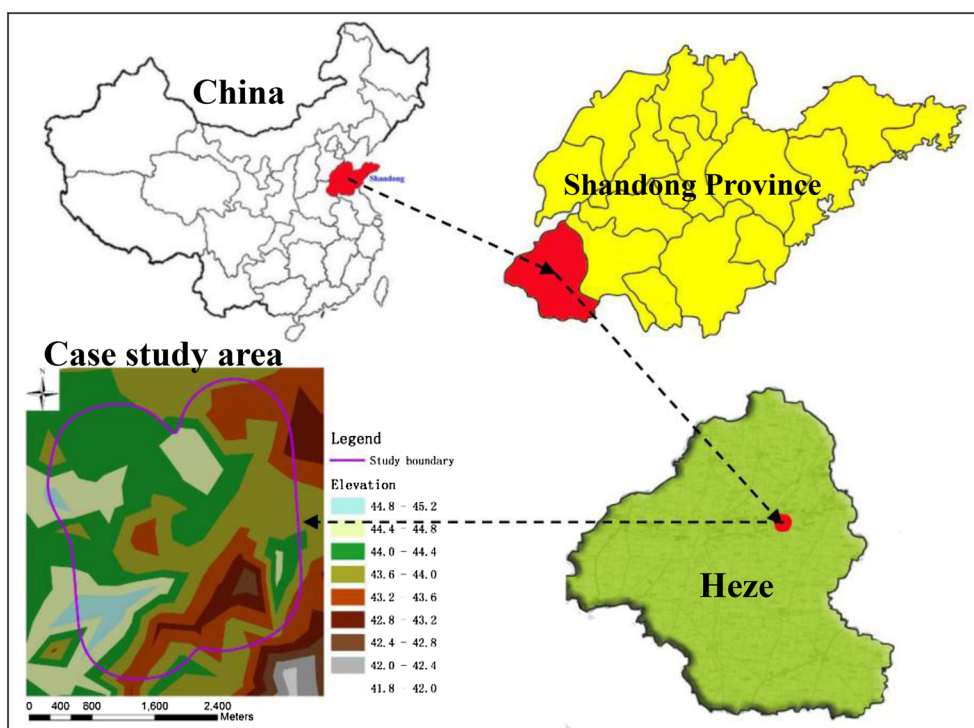 China
Shandong
Shandong Province
Case study area
N
Legend
Study boundary
Elevation
44.8 - 45.2
44.4 - 44.8
44.0 - 44.4
43.6 - 44.0
43.2 - 43.6
42.8 - 43.2
42.4 - 42.8
42.0 - 42.4
41.8 - 42.0
0 400 800 1,600 2,400
Meters
Heze